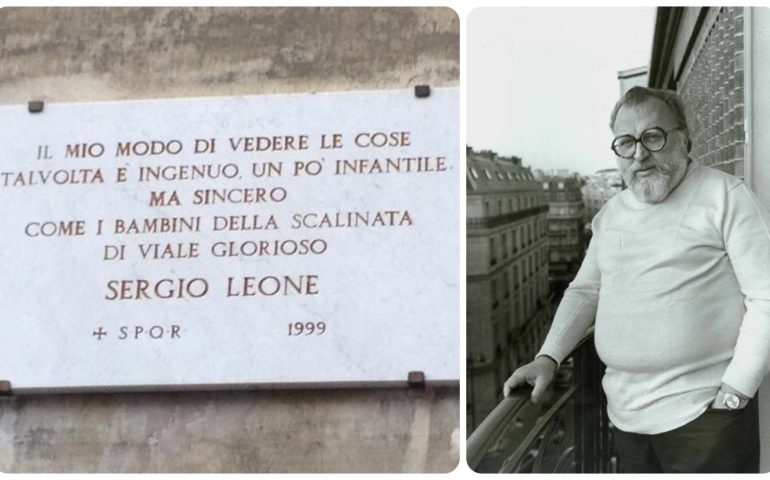 IL MIO MODO DI VEDERE LE COSE
TALVOLTA È INGENUO, UN PO' INFANTILE,
MA SINCERO
COME I BAMBINI DELLA SCALINATA
DI VIALE GLORIOSO
SERGIO LEONE
✢ S·P·Q·R 1999